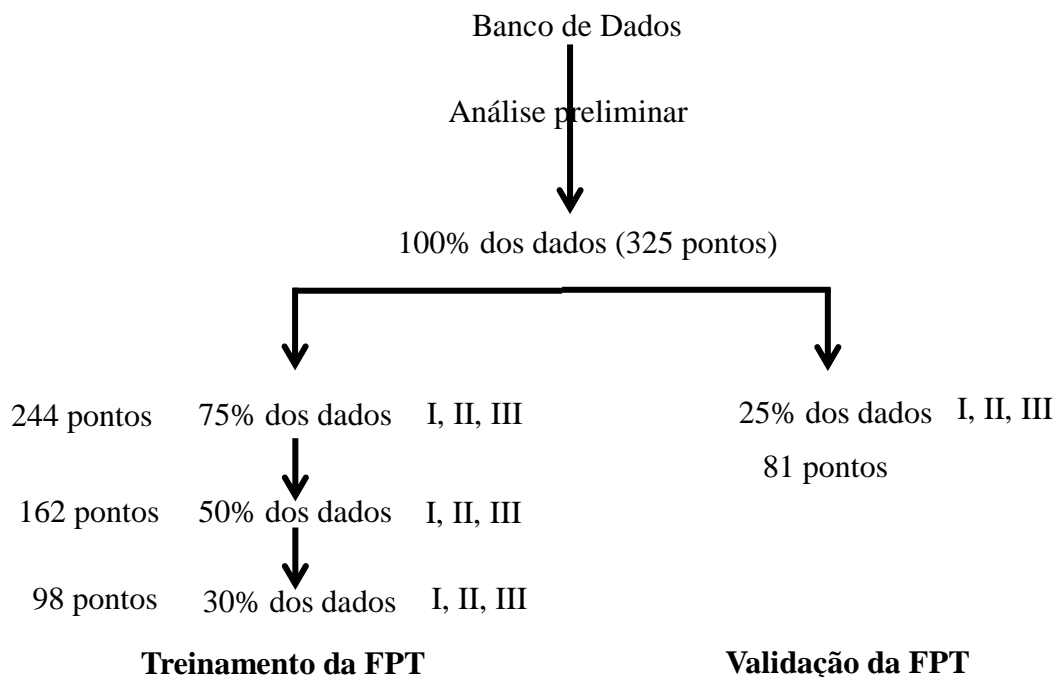 Banco de Dados
Análise preliminar
100% dos dados (325 pontos)
244 pontos 75% dos dados I, II, III
25% dos dados I, II, III
81 pontos
162 pontos 50% dos dados I, II, III
98 pontos 30% dos dados I, II, III
Treinamento da FPT
Validação da FPT